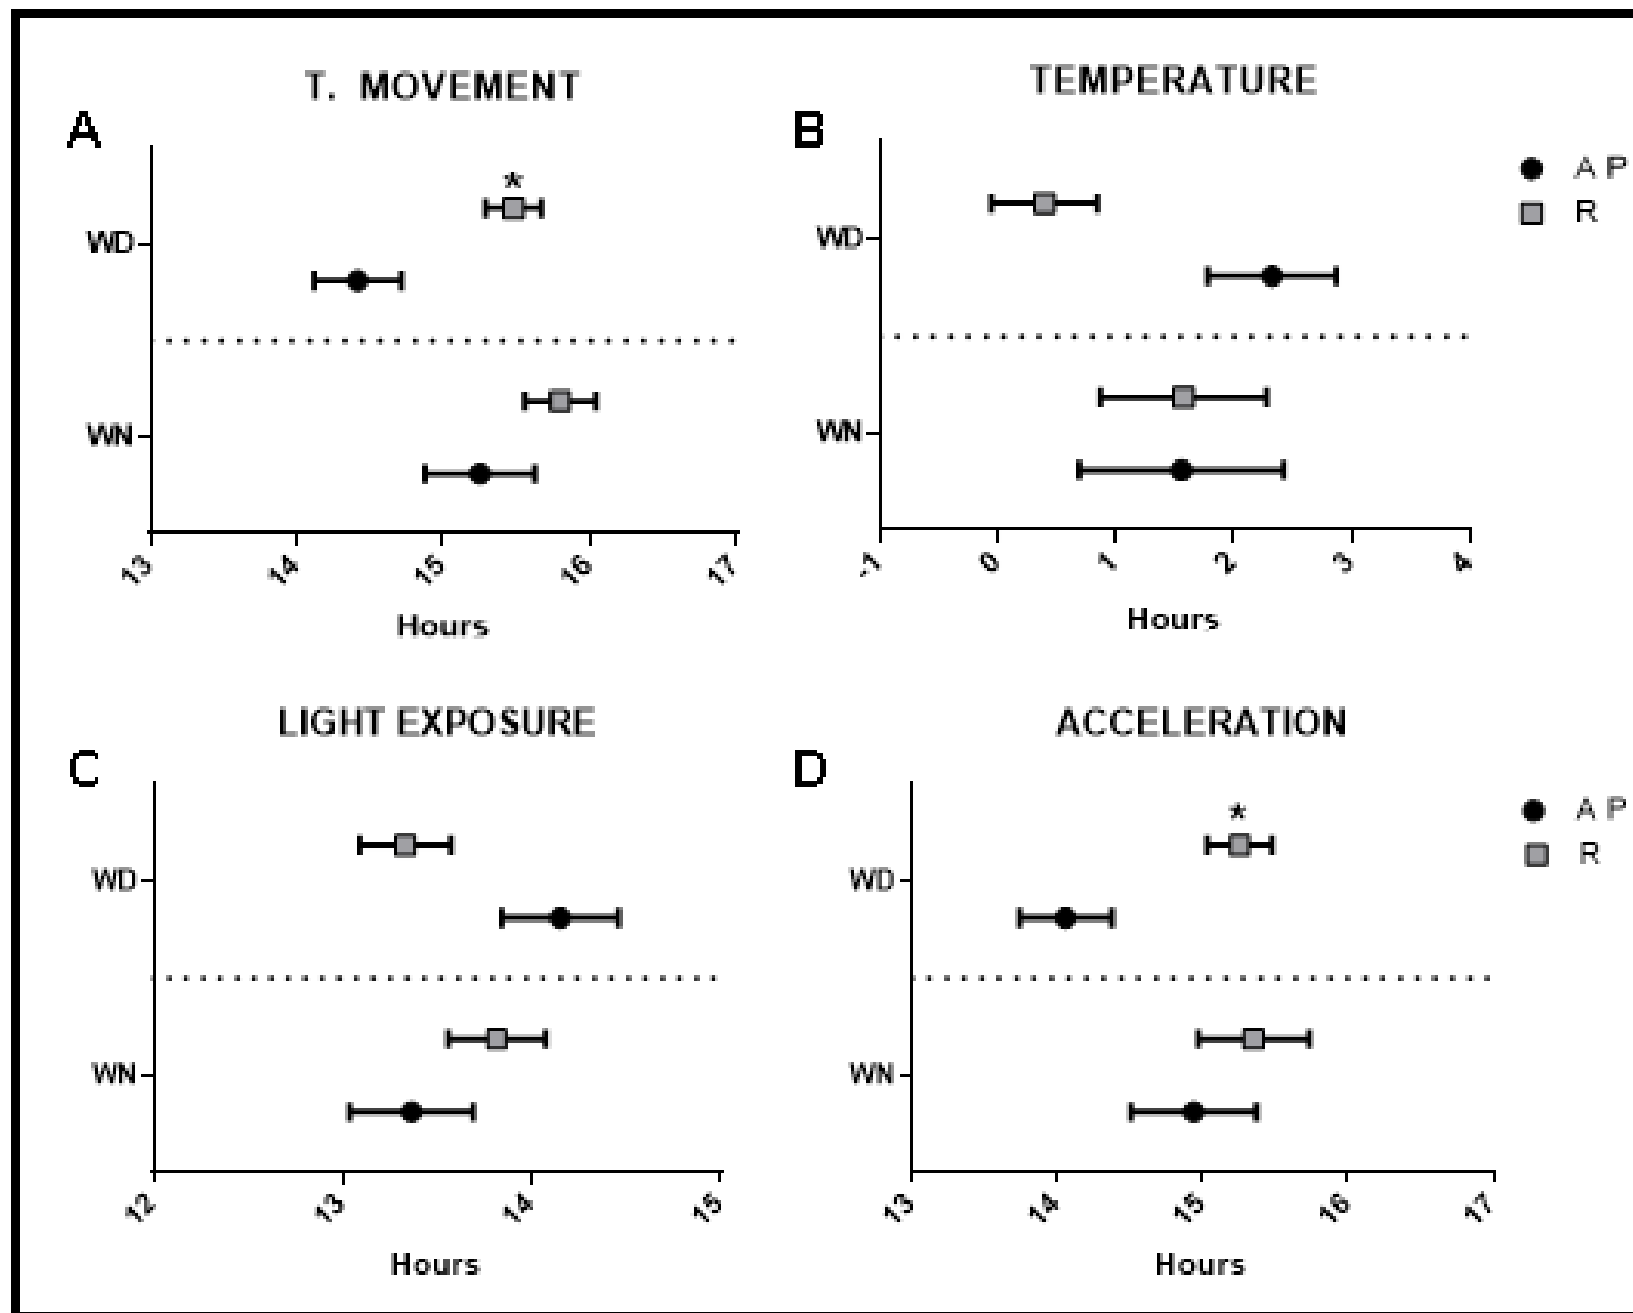 T. MOVEMENT
A
*
WD
WN
13 14 15 16 17
Hours
TEMPERATURE
B
A P
R
WD
WN
-1 0 1 2 3 4
Hours
LIGHT EXPOSURE
C
WD
WN
12 13 14 15
Hours
ACCELERATION
D
*
A P
R
WD
WN
13 14 15 16 17
Hours